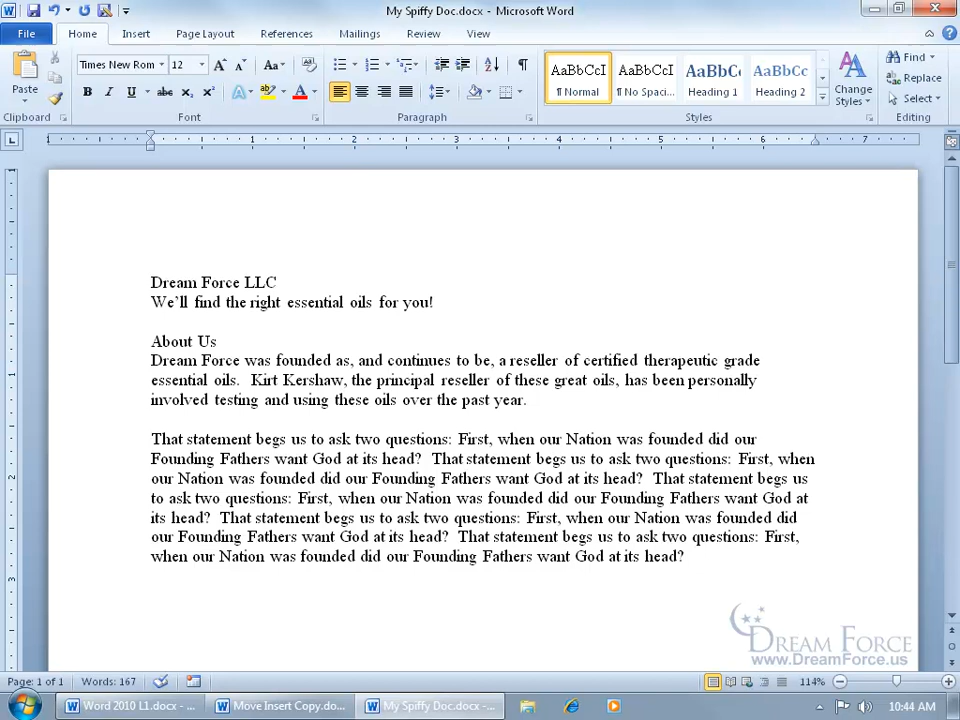 My Spiffy Doc.docx - Microsoft Word
File Home Insert Page Layout References Mailings Review View
Times New Rom 12
Paste
Clipboard Font Paragraph Styles Editing
AaBbCcI AaBbCcI AaBbCc AaBbCc
¶ Normal ¶ No Spaci... Heading 1 Heading 2
Change Styles
Find
Replace
Select
1 1 2 3 4 5 6 7
Dream Force LLC
We'll find the right essential oils for you!
About Us
Dream Force was founded as, and continues to be, a reseller of certified therapeutic grade
essential oils.  Kirt Kershaw, the principal reseller of these great oils, has been personally
involved testing and using these oils over the past year.
That statement begs us to ask two questions: First, when our Nation was founded did our
Founding Fathers want God at its head?  That statement begs us to ask two questions: First, when
our Nation was founded did our Founding Fathers want God at its head?  That statement begs us
to ask two questions: First, when our Nation was founded did our Founding Fathers want God at
its head?  That statement begs us to ask two questions: First, when our Nation was founded did
our Founding Fathers want God at its head?  That statement begs us to ask two questions: First,
when our Nation was founded did our Founding Fathers want God at its head?
DREAM FORCE
www.DreamForce.us
Page: 1 of 1 Words: 167 114%
Word 2010 L1.docx - ... Move Insert Copy.do... My Spiffy Doc.docx -... 10:44 AM